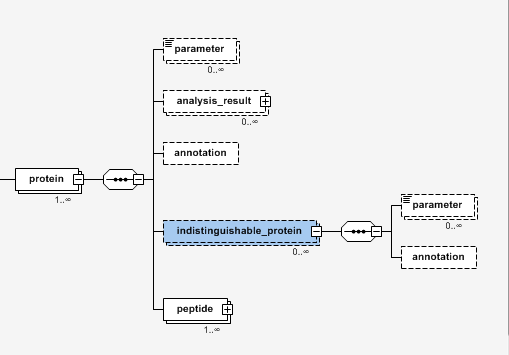 parameter
0..∞
analysis_result
0..∞
annotation
protein
1..∞
indistinguishable_protein
0..∞
parameter
0..∞
annotation
peptide
1..∞